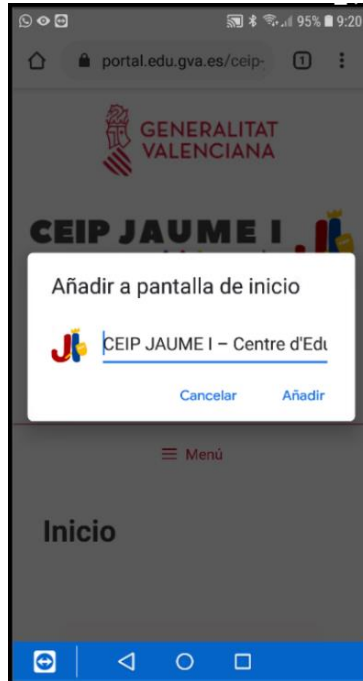 95% 9:20
portal.edu.gva.es/ceip-
1
GENERALITAT
VALENCIANA
CEIP JAUME I
Añadir a pantalla de inicio
CEIP JAUME I – Centre d'Edu
Cancelar Añadir
Menú
Inicio